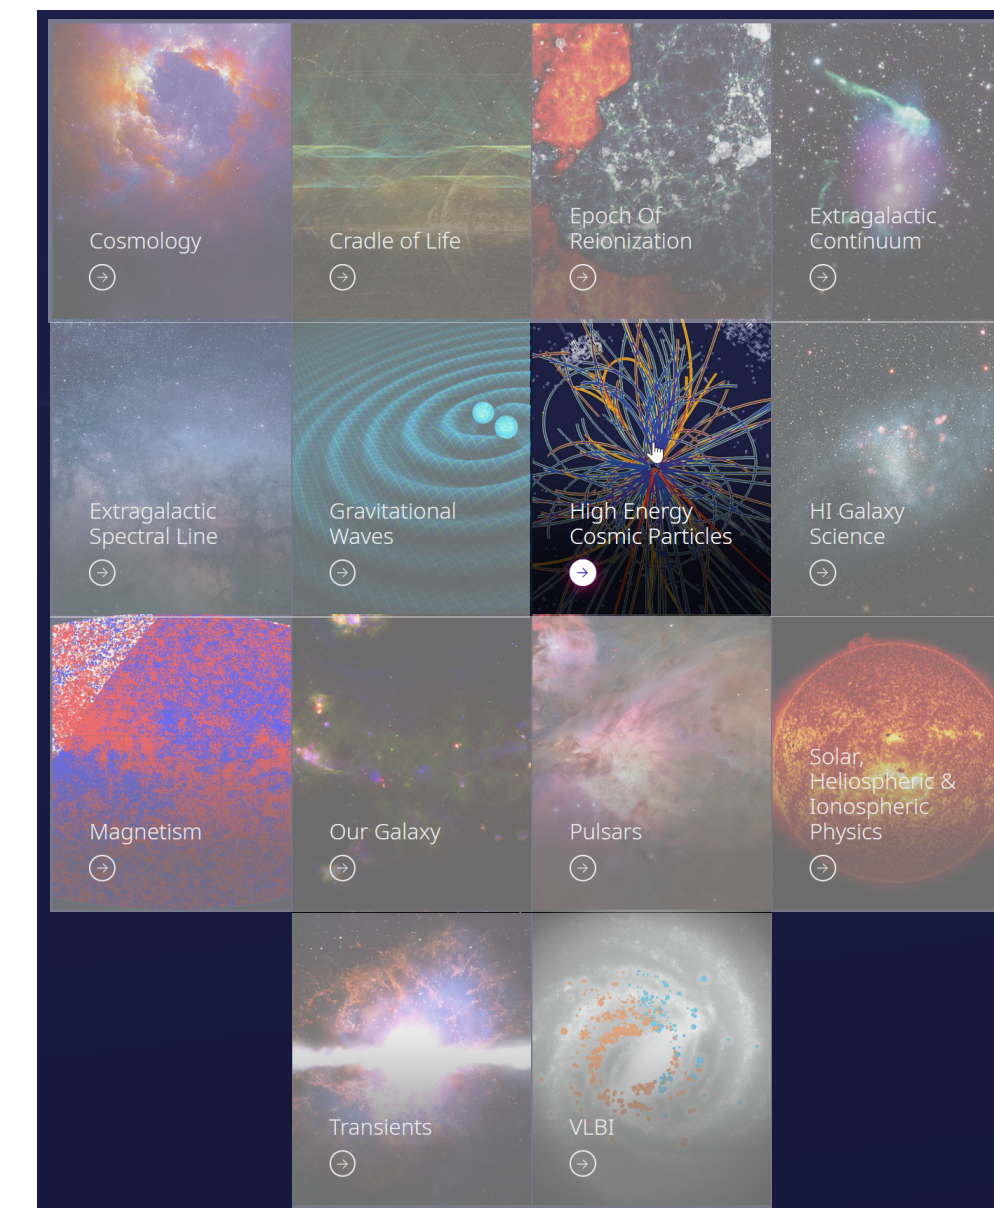 Cosmology
Cradle of Life
Epoch Of
Reionization
Extragalactic
Continuum
Extragalactic
Spectral Line
Gravitational
Waves
High Energy
Cosmic Particles
HI Galaxy
Science
Magnetism
Our Galaxy
Pulsars
Solar,
Heliospheric &
Ionospheric
Physics
Transients
VLBI